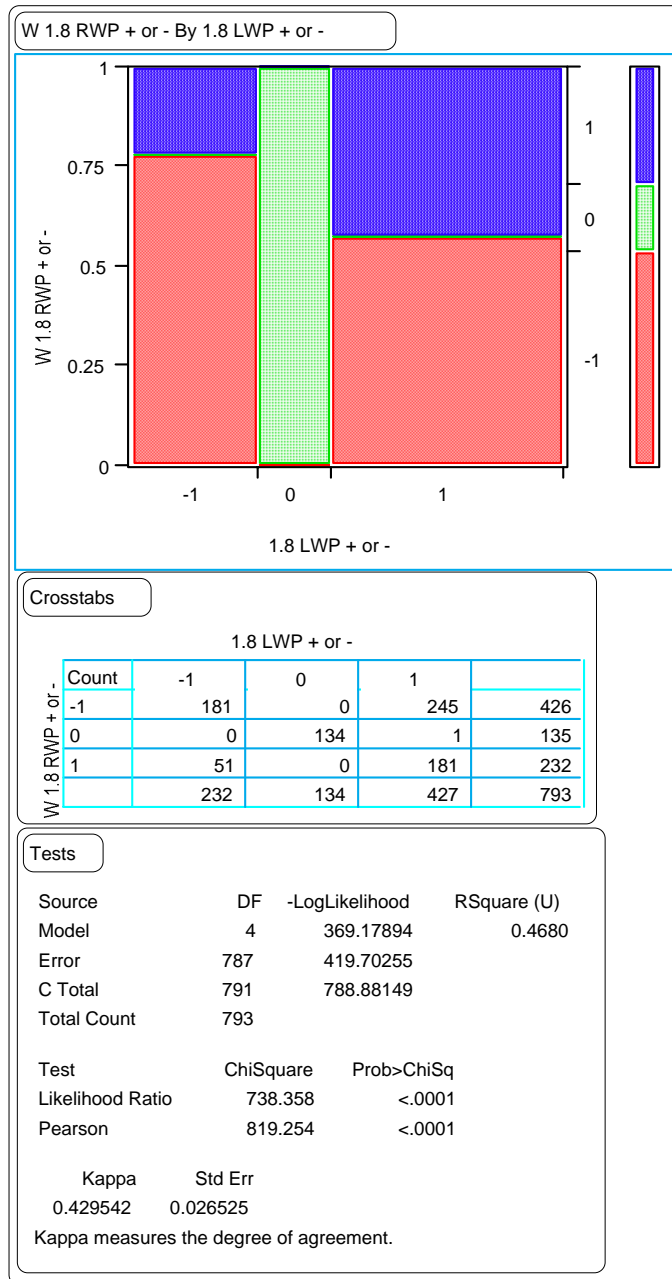 W 1.8 RWP + or - By 1.8 LWP + or -
W 1.8 RWP + or -
1
0.75
0.5
0.25
0
1
0
-1
-1 0 1
1.8 LWP + or -
Crosstabs
1.8 LWP + or -
W 1.8 RWP + or -
Count -1 0 1
-1 181 0 245 426
0 0 134 1 135
1 51 0 181 232
232 134 427 793
Tests
Source DF -LogLikelihood RSquare (U)
Model 4 369.17894 0.4680
Error 787 419.70255
C Total 791 788.88149
Total Count 793
Test ChiSquare Prob>ChiSq
Likelihood Ratio 738.358 <.0001
Pearson 819.254 <.0001
Kappa Std Err
0.429542 0.026525
Kappa measures the degree of agreement.